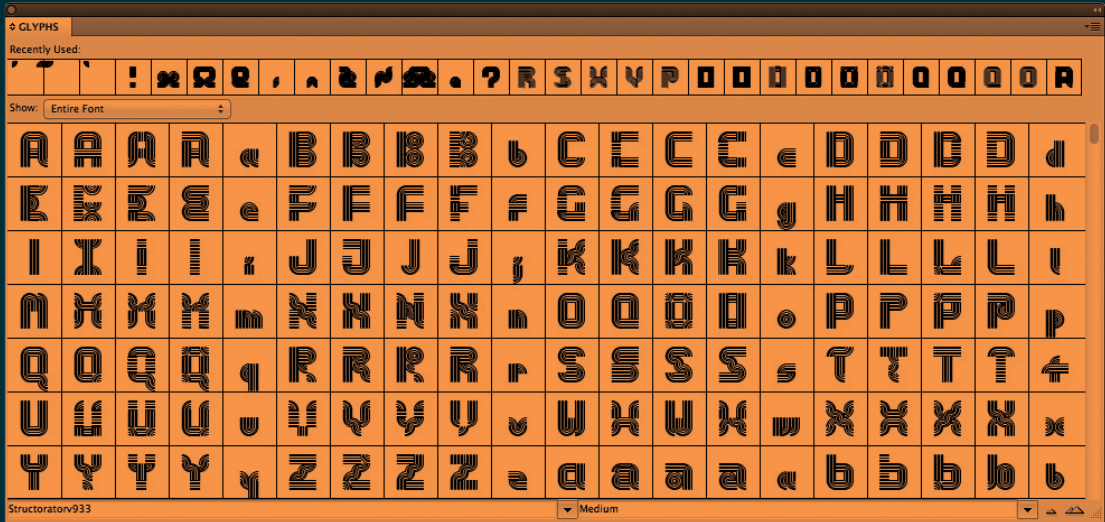 GLYPHS
Recently Used:
R S X V P
Show: Entire Font
A A A A a B B B B b C C C C c D D D D d
E E E E e F F F F f G G G G g H H H H h
I I I I i J J J J j K K K K k L L L L l
M M M M m N N N N n O O O O o P P P P p
Q Q Q Q q R R R R r S S S S s T T T T t
U U U U u V V V V v W W W W w X X X X x
Y Y Y Y y Z Z Z Z z a a a a a b b b b b
Structoratorv933 Medium